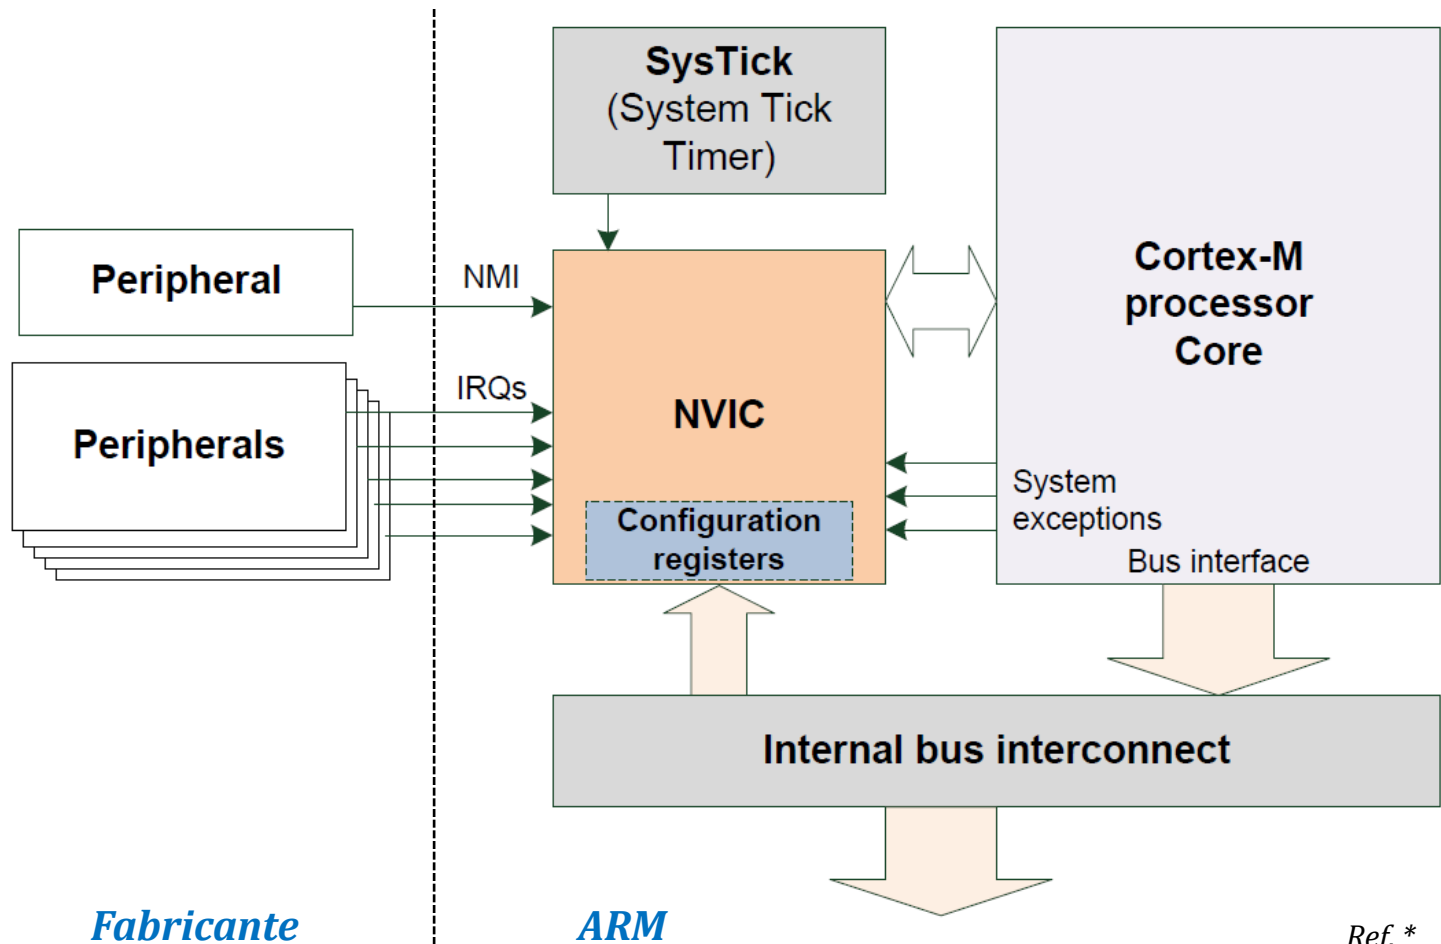 SysTick
(System Tick
Timer)
Peripheral
NMI
Cortex-M
processor
Core
IRQs
Peripherals
NVIC
System
exceptions
Configuration
registers
Bus interface
Internal bus interconnect
Fabricante
ARM
Ref. *